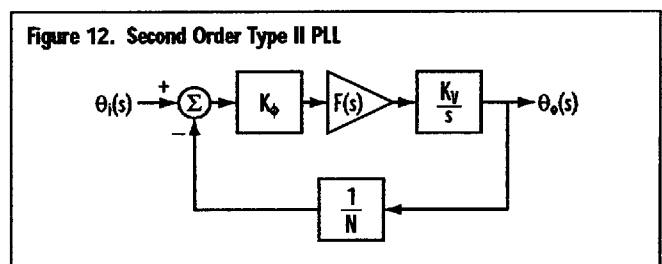 Figure 12. Second Order Type II PLL
θi(s)
+
Σ
−
Kϕ
F(s)
KV
s
θo(s)
1
N